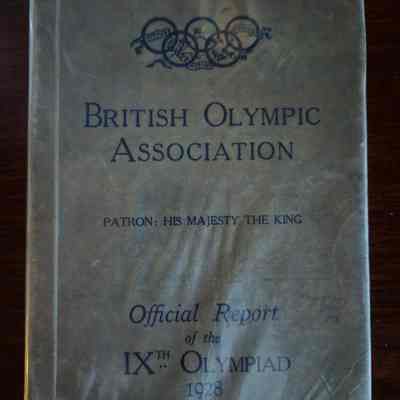 BRITISH OLYMPIC
ASSOCIATION
PATRON: HIS MAJESTY THE KING
Official Report
of the
IXTH OLYMPIAD
1928